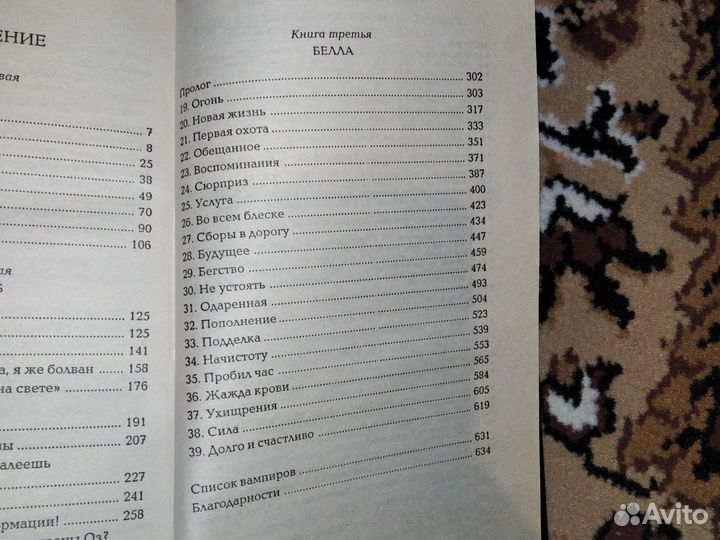 ЕНИЕ
вая
7
8
25
38
49
70
90
106
ая
125
125
141
а, я же болван 158
на свете» 176
191
вы 207
алеешь
227
241
ормации! 258
Оз?
Книга третья
БЕЛЛА
Пролог 302
19. Огонь 303
20. Новая жизнь 317
21. Первая охота 333
22. Обещанное 351
23. Воспоминания 371
24. Сюрприз 387
25. Услуга 400
26. Во всем блеске 423
27. Сборы в дорогу 434
28. Будущее 447
29. Бегство 459
30. Не устоять 474
31. Одаренная 493
32. Пополнение 504
33. Подделка 523
34. Начистоту 539
35. Пробил час 553
36. Жажда крови 565
37. Ухищрения 584
38. Сила 605
39. Долго и счастливо 619
Список вампиров 631
Благодарности 634
Avito